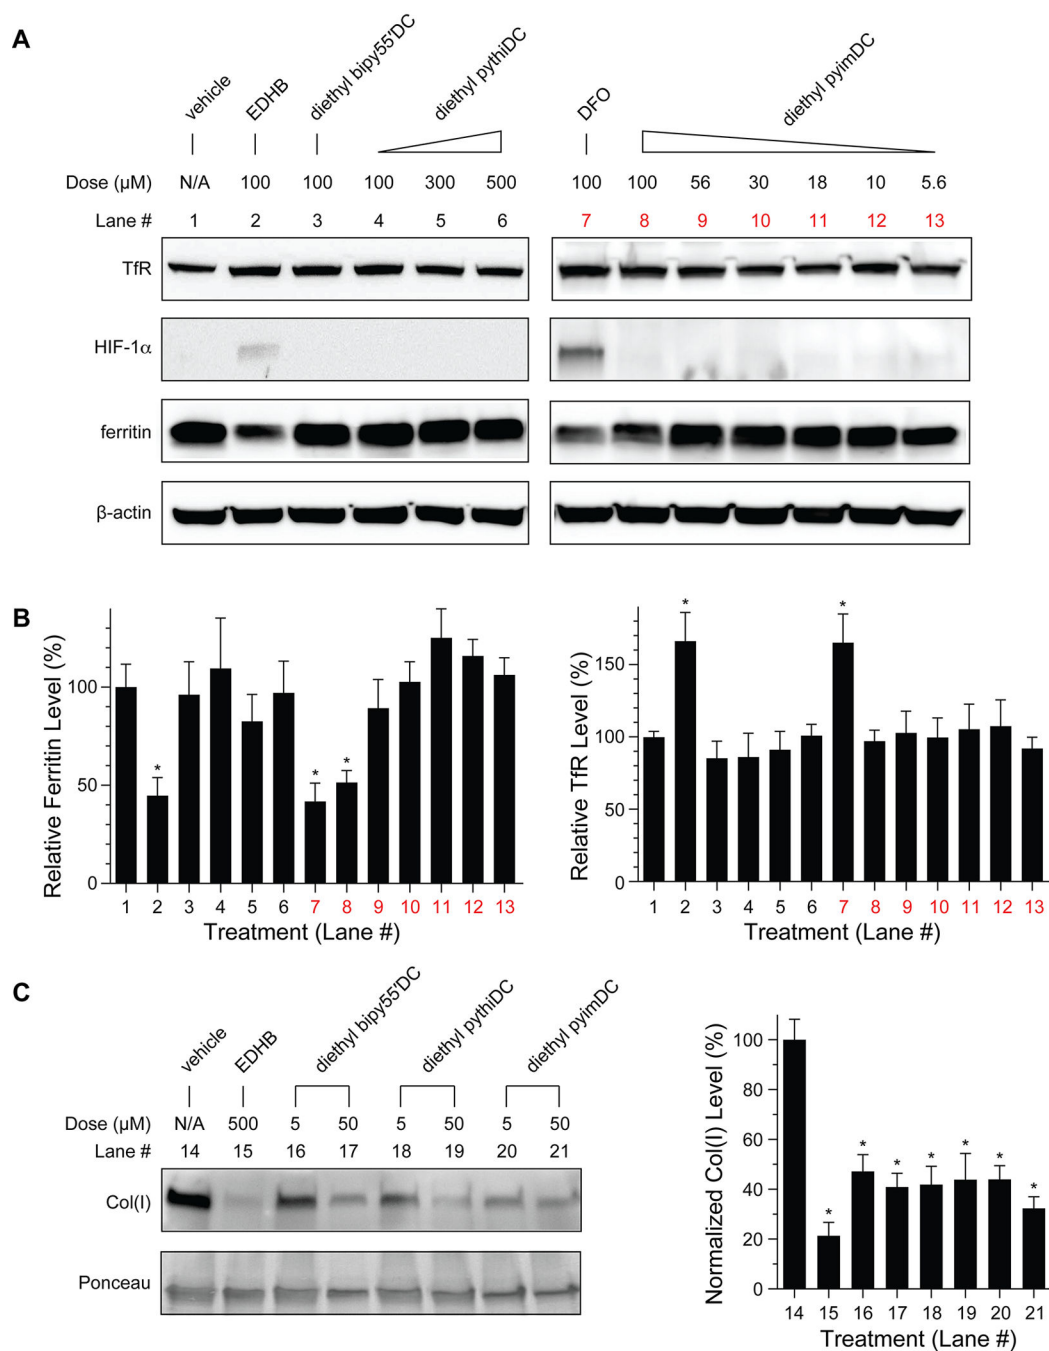 A
vehicle
EDHB
diethyl bipy55'DC
diethyl pythiDC
DFO
diethyl pyimDC
Dose (µM) N/A 100 100 100 300 500 100 100 56 30 18 10 5.6
Lane # 1 2 3 4 5 6 7 8 9 10 11 12 13
TfR
HIF-1α
ferritin
β-actin
B
Relative Ferritin Level (%)
100
50
0
* * *
1 2 3 4 5 6 7 8 9 10 11 12 13
Treatment (Lane #)
Relative TfR Level (%)
150
100
50
0
* *
1 2 3 4 5 6 7 8 9 10 11 12 13
Treatment (Lane #)
C
vehicle
EDHB
diethyl bipy55'DC
diethyl pythiDC
diethyl pyimDC
Dose (µM) N/A 500 5 50 5 50 5 50
Lane # 14 15 16 17 18 19 20 21
Col(I)
Ponceau
Normalized Col(I) Level (%)
100
80
60
40
20
0
* * * * * * *
14 15 16 17 18 19 20 21
Treatment (Lane #)